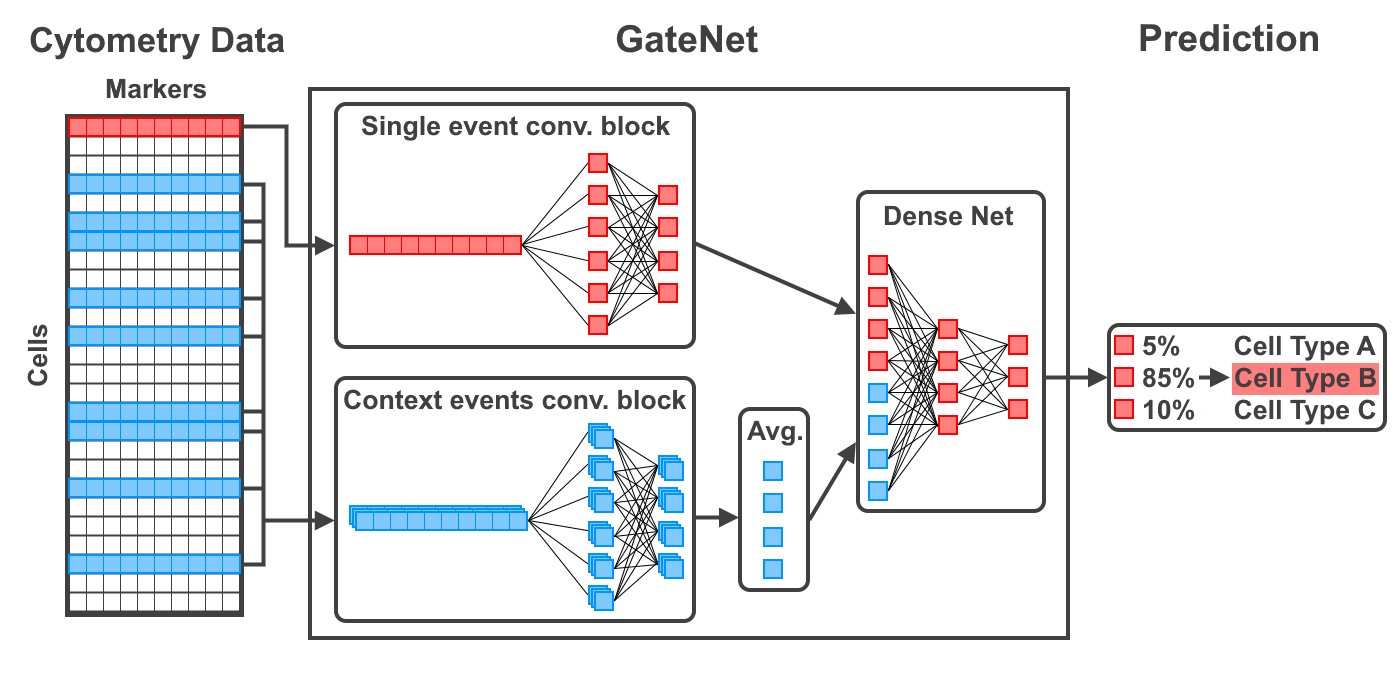 Cytometry Data
GateNet
Prediction
Markers
Cells
Single event conv. block
Context events conv. block
Avg.
Dense Net
5% Cell Type A
85% Cell Type B
10% Cell Type C